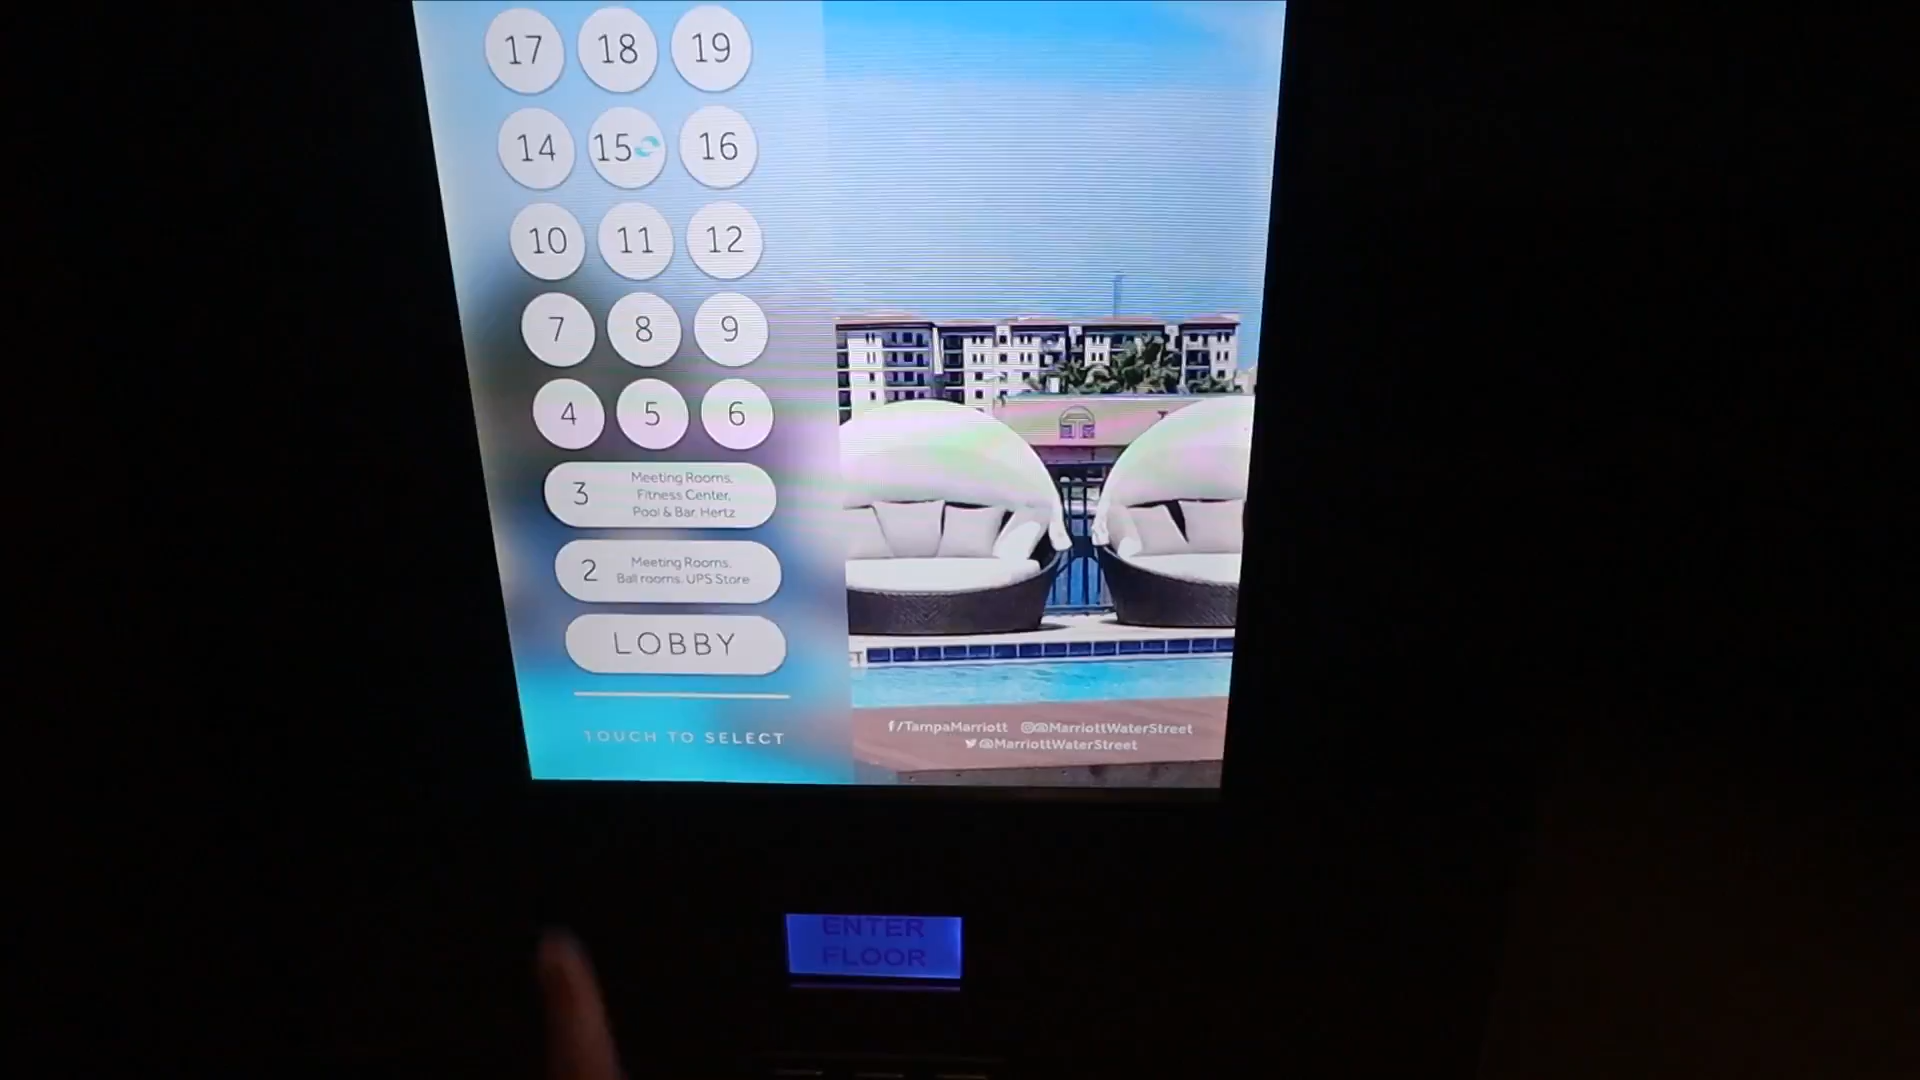 17 18 19
14 15 16
10 11 12
7 8 9
4 5 6
3 Meeting Rooms,
Fitness Center,
Pool & Bar, Hertz
2 Meeting Rooms,
Ball rooms, UPS Store
LOBBY
TOUCH TO SELECT
/TampaMarriott @MarriottWaterStreet
@MarriottWaterStreet
ENTER
FLOOR